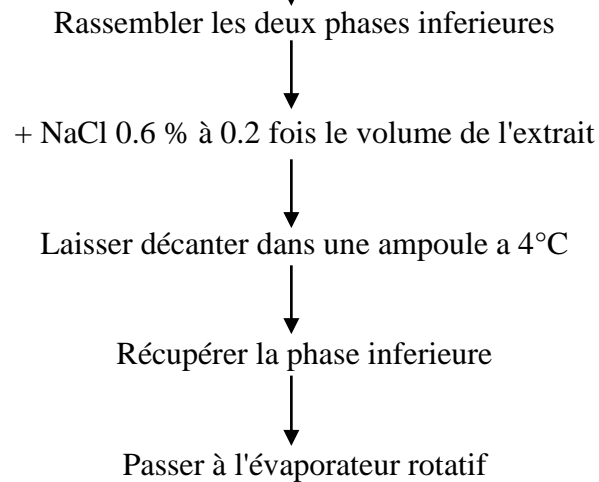 Rassembler les deux phases inferieures
+ NaCl 0.6 % à 0.2 fois le volume de l'extrait
Laisser décanter dans une ampoule a 4°C
Récupérer la phase inferieure
Passer à l'évaporateur rotatif